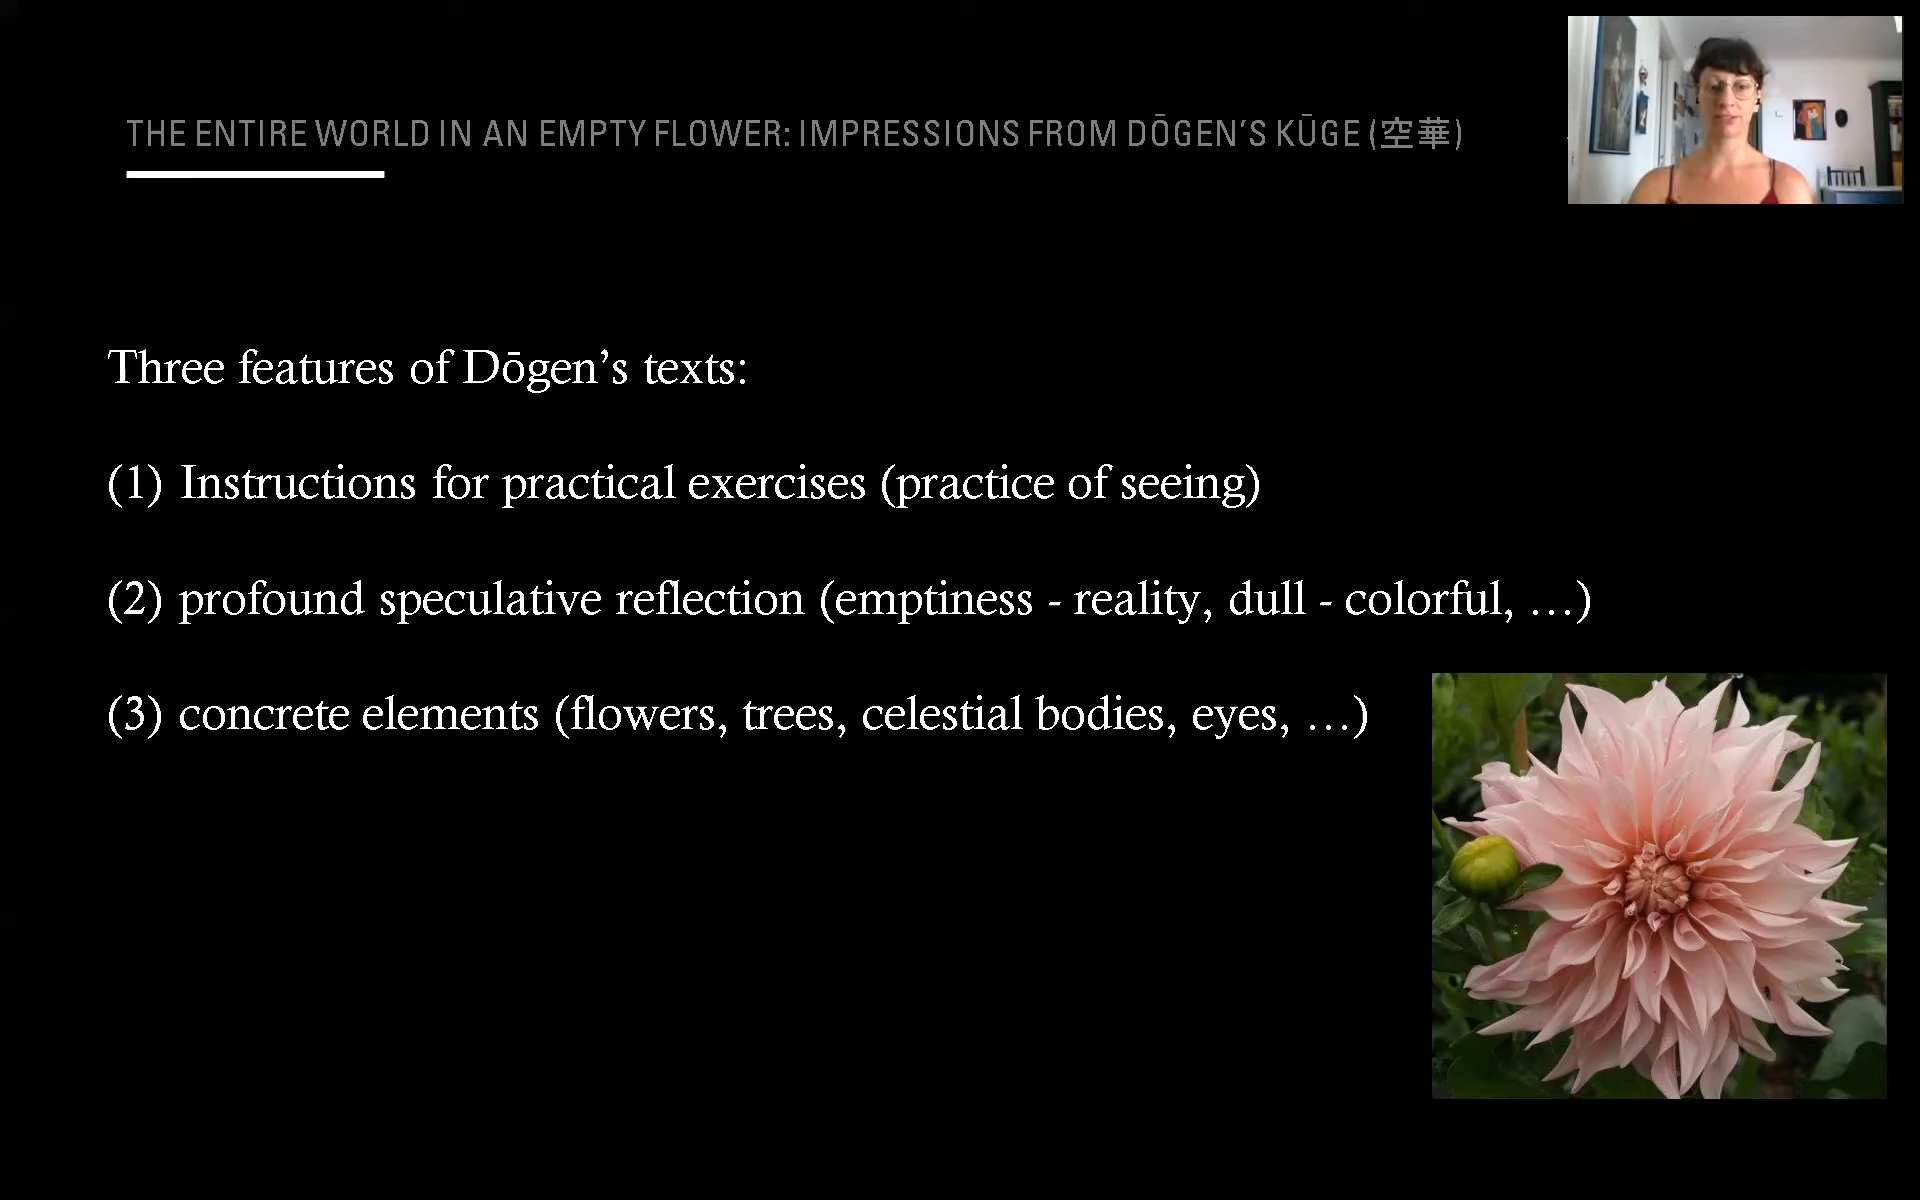 THE ENTIRE WORLD IN AN EMPTY FLOWER: IMPRESSIONS FROM DŌGEN’S KŪGE (空華)
Three features of Dōgen’s texts:
(1) Instructions for practical exercises (practice of seeing)
(2) profound speculative reflection (emptiness - reality, dull - colorful, …)
(3) concrete elements (flowers, trees, celestial bodies, eyes, …)